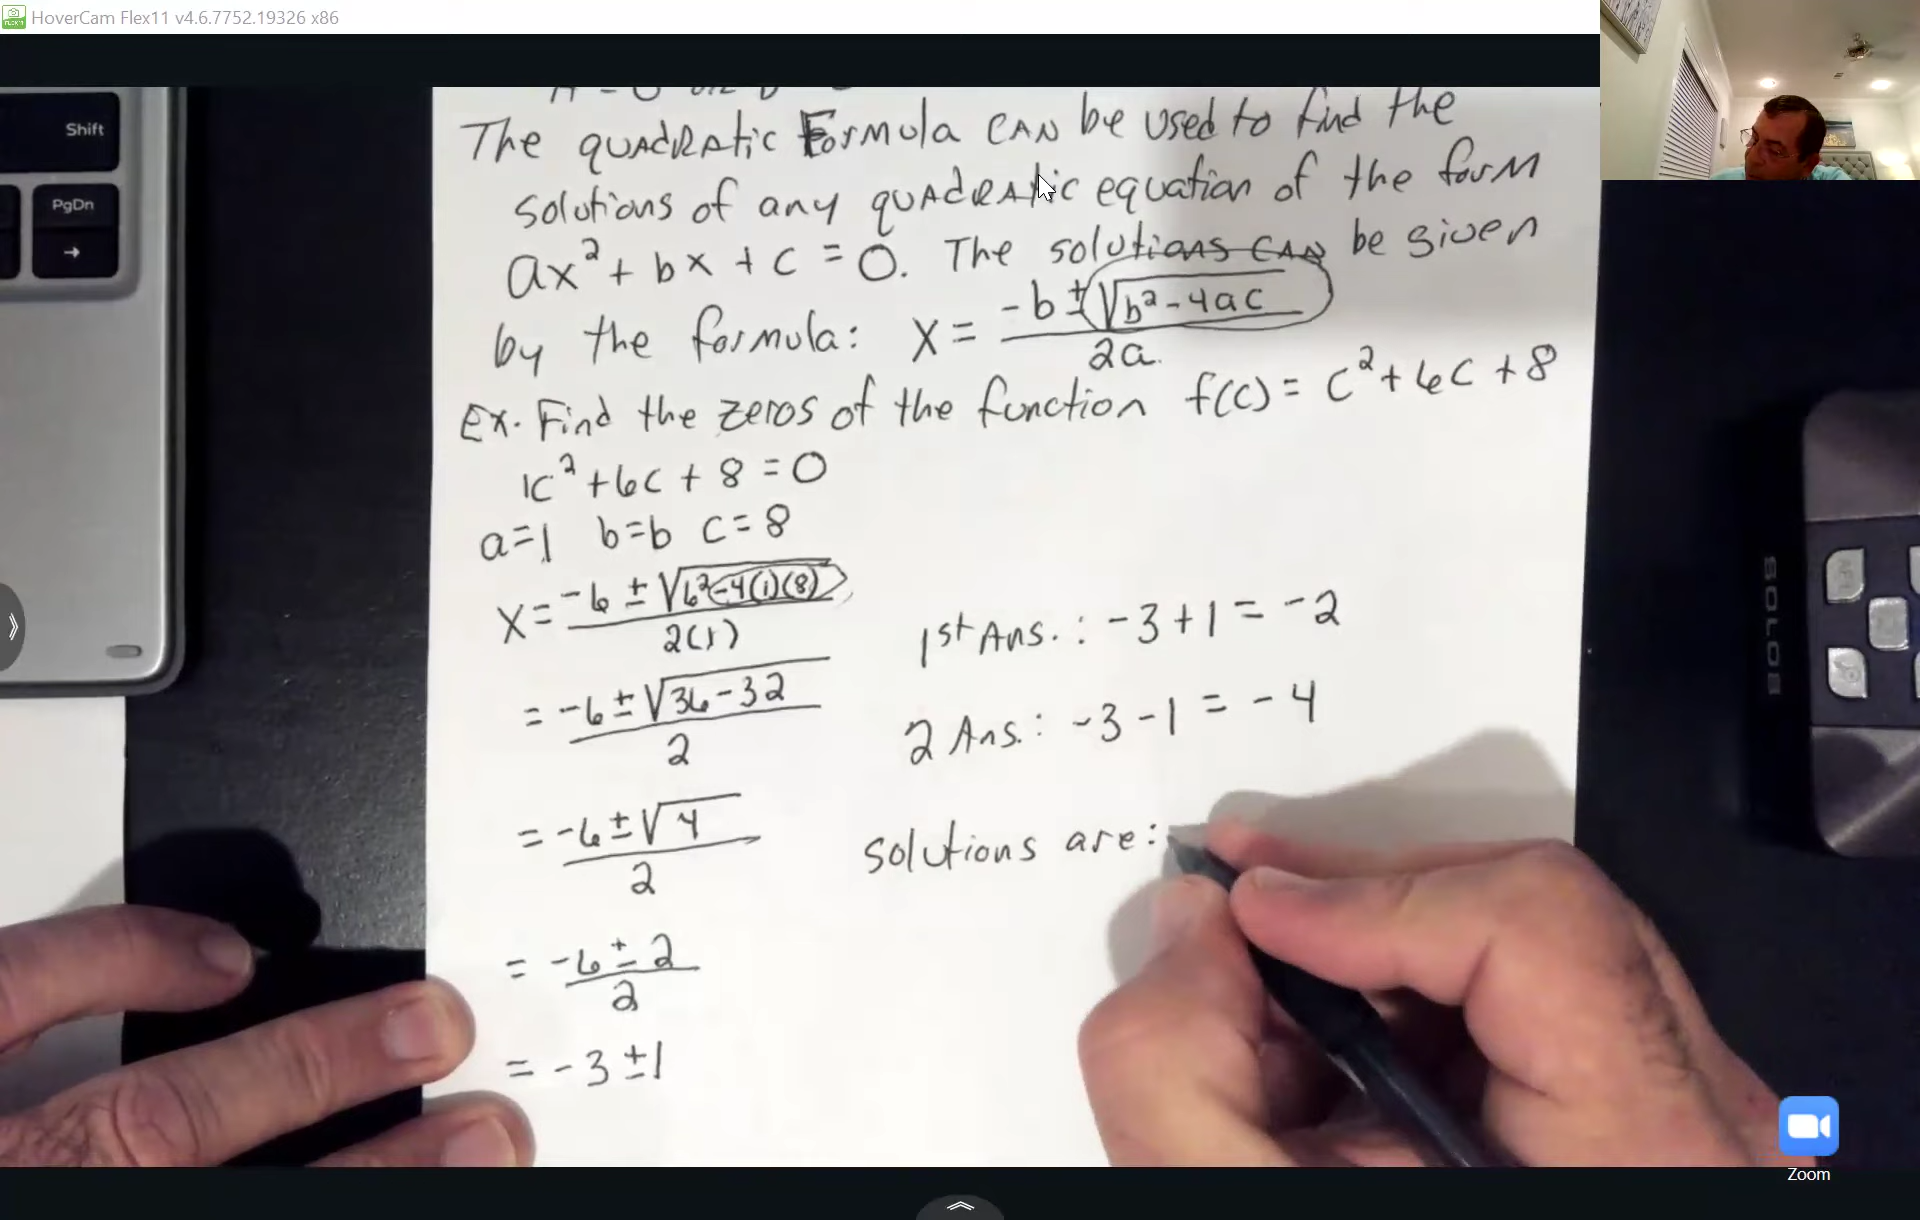 HoverCam Flex11 v4.6.7752.19326 x86
The quadratic Formula can be used to find the
solutions of any quadratic equation of the form
ax² + bx + c = 0. The solutions can be given
by the formula: x = (-b ± √(b² - 4ac)) / 2a.
Ex. Find the zeros of the function f(c) = c² + 6c + 8
1c² + 6c + 8 = 0
a=1 b=6 c=8
x = (-6 ± √(6² - 4(1)(8))) / 2(1)
= (-6 ± √(36 - 32)) / 2
= (-6 ± √4) / 2
= (-6 ± 2) / 2
= -3 ± 1
1st Ans.: -3 + 1 = -2
2 Ans.: -3 - 1 = -4
solutions are:
Shift
PgDn
→
SOLO8
Zoom